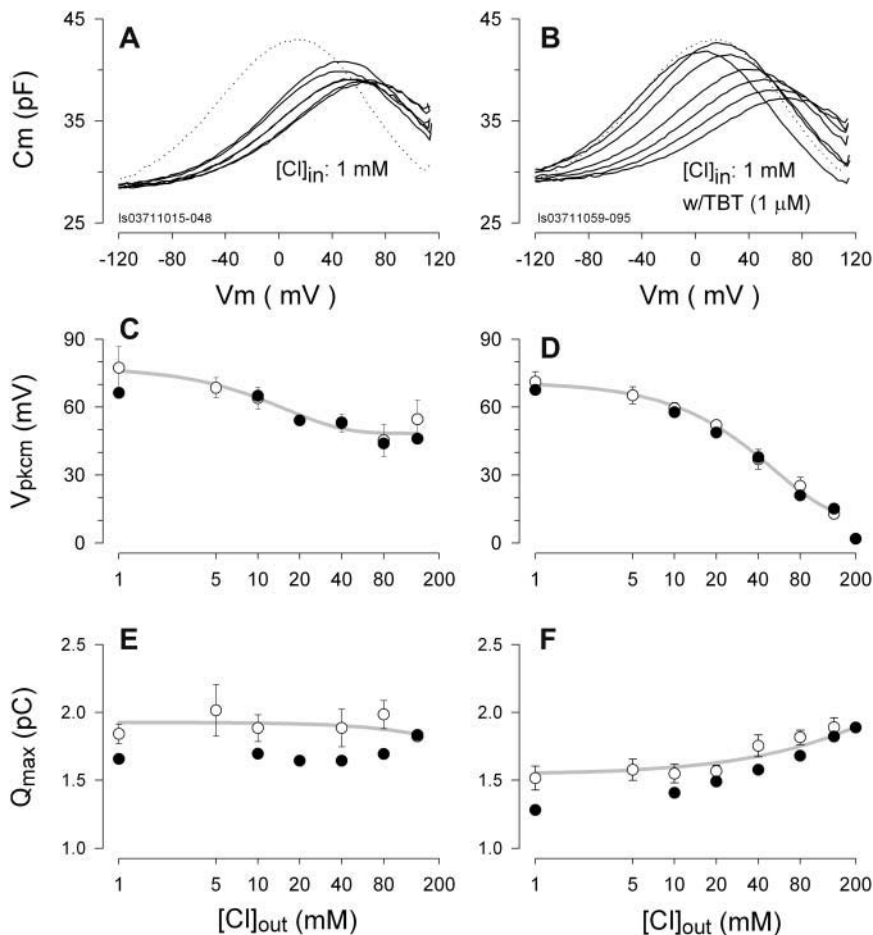 A
B
45
35
25
Cm (pF)
[Cl]in: 1 mM
ls03711015-048
-120 -80 -40 0 40 80 120
Vm ( mV)
45
35
25
[Cl]in: 1 mM
w/TBT (1 μM)
ls03711059-095
-120 -80 -40 0 40 80 120
Vm ( mV)
C
D
90
60
30
0
Vpkcm (mV)
1 5 10 20 40 80 200
90
60
30
0
1 5 10 20 40 80 200
E
F
2.5
2.0
1.5
1.0
Qmax (pC)
1 5 10 20 40 80 200
[Cl]out (mM)
2.5
2.0
1.5
1.0
1 5 10 20 40 80 200
[Cl]out (mM)